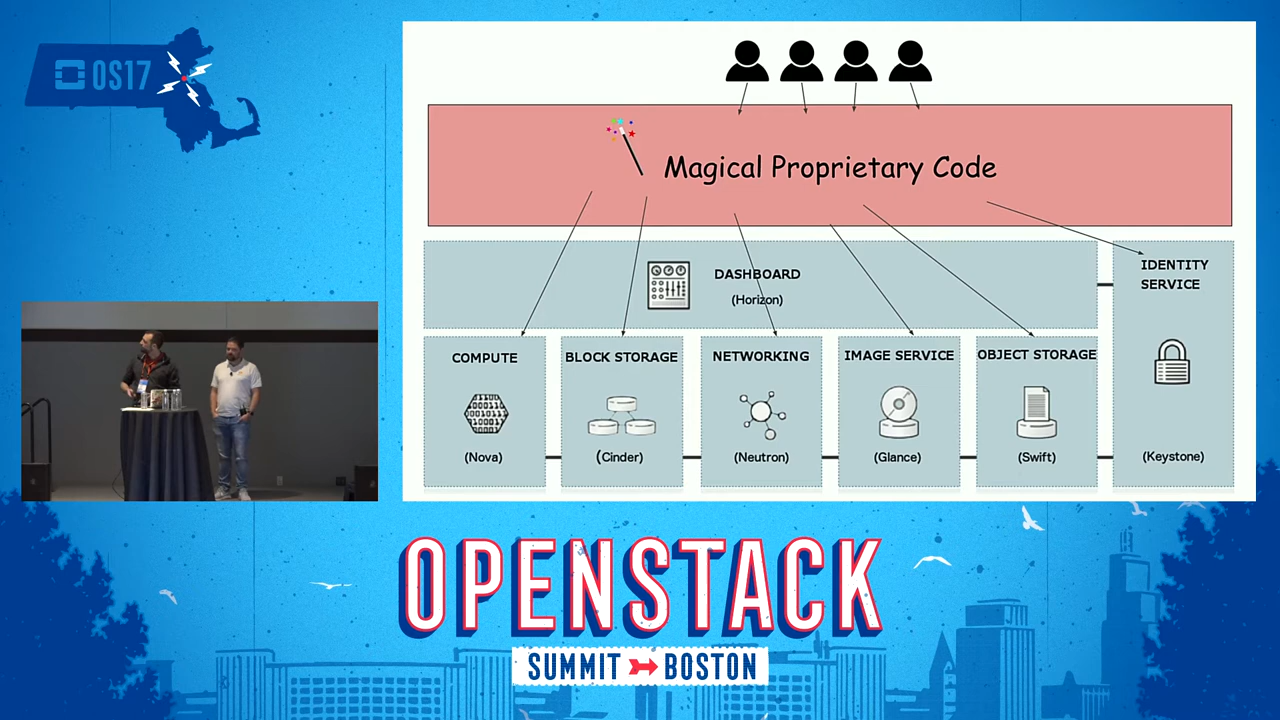 OS17
Magical Proprietary Code
DASHBOARD
(Horizon)
IDENTITY
SERVICE
COMPUTE
BLOCK STORAGE
NETWORKING
IMAGE SERVICE
OBJECT STORAGE
(Nova)
(Cinder)
(Neutron)
(Glance)
(Swift)
(Keystone)
OPENSTACK
SUMMIT BOSTON